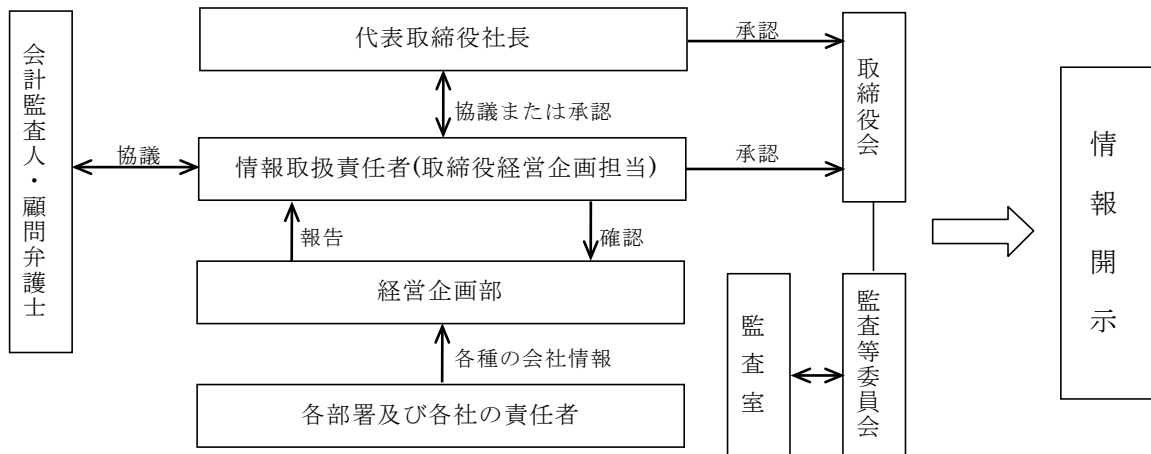 代表取締役社長
承認
取締役会
会計監査人・顧問弁護士
協議または承認
協議
情報取扱責任者(取締役経営企画担当)
承認
情報開示
報告
確認
経営企画部
監査室
監査等委員会
各種の会社情報
各部署及び各社の責任者